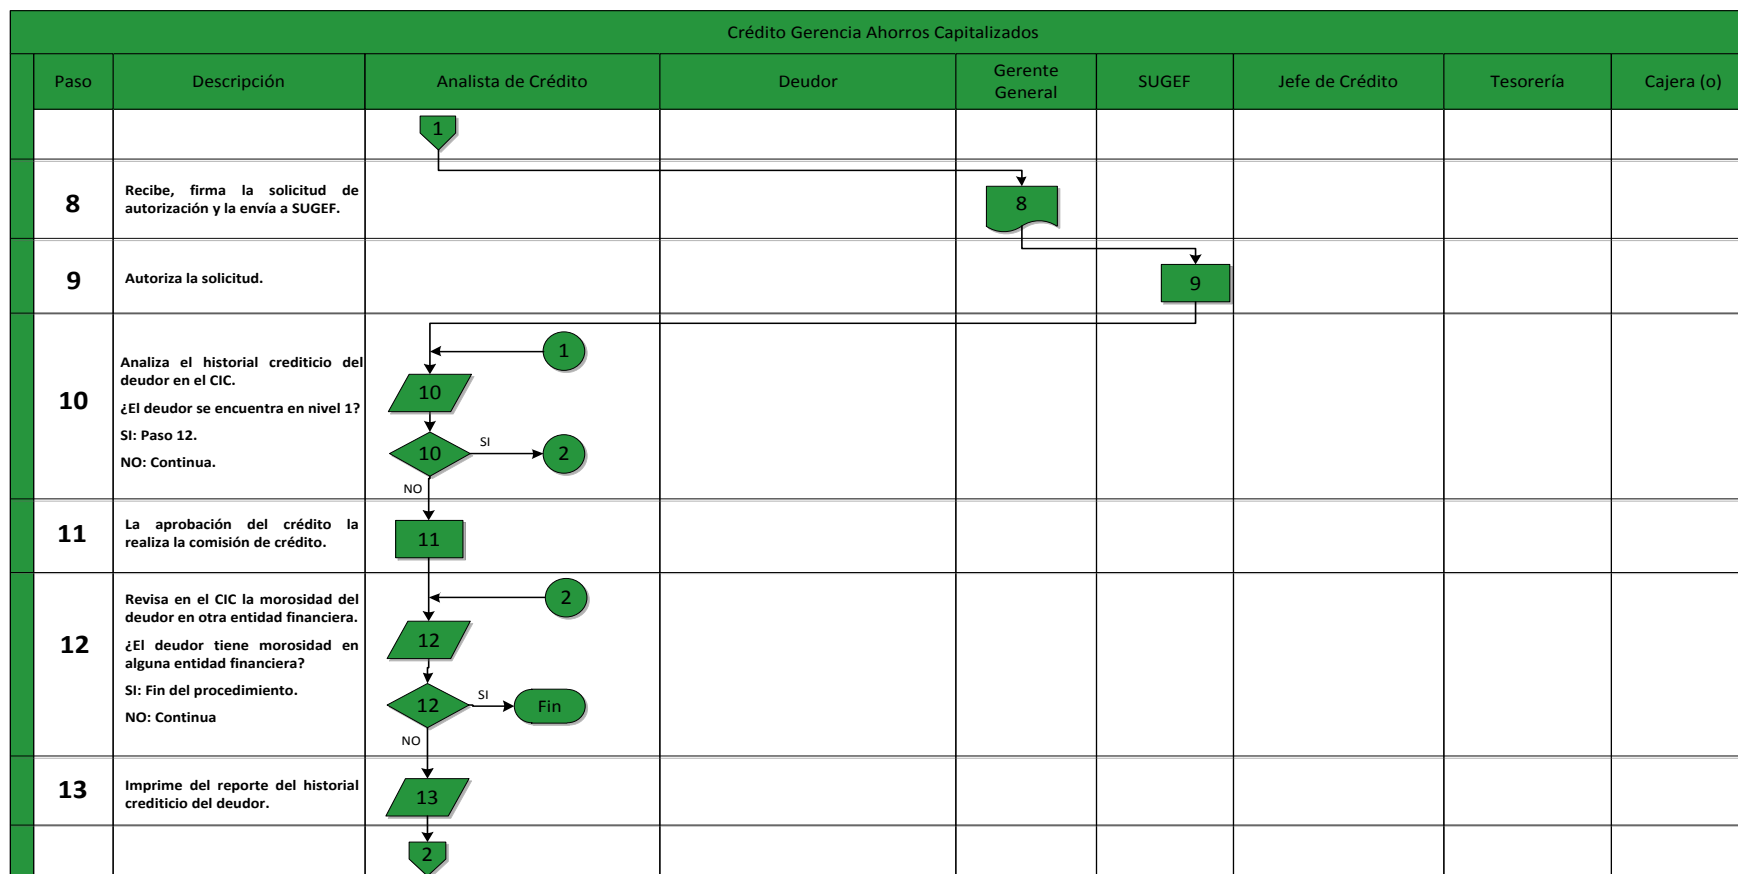 Crédito Gerencia Ahorros Capitalizados
Paso
Descripción
Analista de Crédito
Deudor
Gerente
General
SUGEF
Jefe de Crédito
Tesorería
Cajera (o)
1
8
Recibe, firma la solicitud de
autorización y la envía a SUGEF.
8
9
Autoriza la solicitud.
9
10
Analiza el historial crediticio del
deudor en el CIC.
¿El deudor se encuentra en nivel 1?
SI: Paso 12.
NO: Continua.
1
10
10
SI
2
NO
11
La aprobación del crédito la
realiza la comisión de crédito.
11
12
Revisa en el CIC la morosidad del
deudor en otra entidad financiera.
¿El deudor tiene morosidad en
alguna entidad financiera?
SI: Fin del procedimiento.
NO: Continua
2
12
12
SI
Fin
NO
13
Imprime del reporte del historial
crediticio del deudor.
13
2